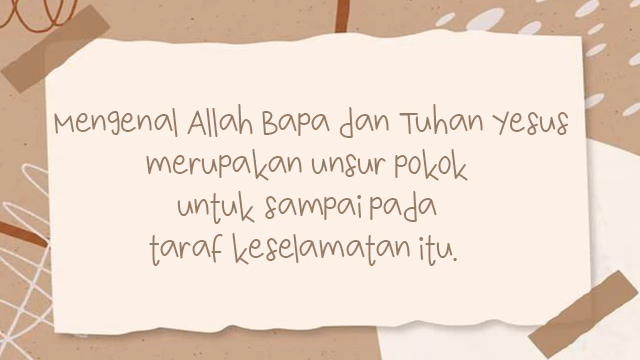 Mengenal Allah Bapa dan Tuhan Yesus
merupakan unsur pokok
untuk sampai pada
taraf keselamatan itu.